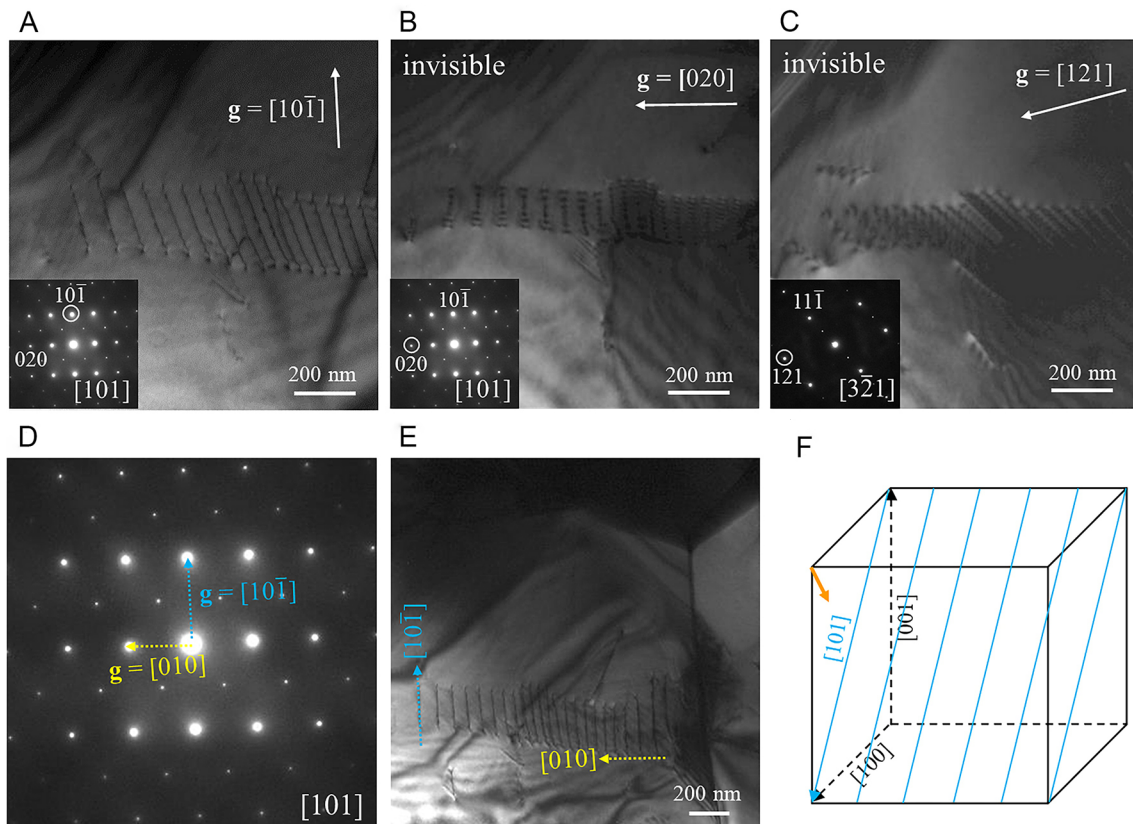 A
B
C
g = [101̄]
101̄
020
[101]
200 nm
invisible
g = [020]
101̄
020
[101]
200 nm
invisible
g = [121]
111̄
121
[32̄1]
200 nm
D
E
F
g = [101̄]
g = [010]
[101]
[101̄]
[010]
200 nm
[101]
[001]
[100]